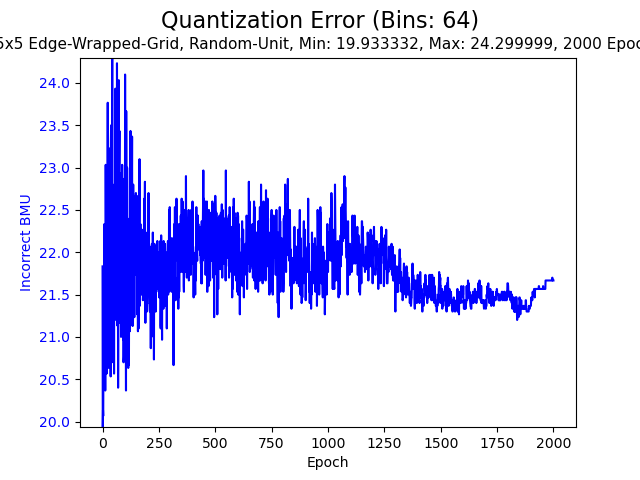 Quantization Error (Bins: 64)
5x5 Edge-Wrapped-Grid, Random-Unit, Min: 19.933332, Max: 24.299999, 2000 Epoc
24.0
23.5
23.0
22.5
22.0
21.5
21.0
20.5
20.0
Incorrect BMU
0 250 500 750 1000 1250 1500 1750 2000
Epoch